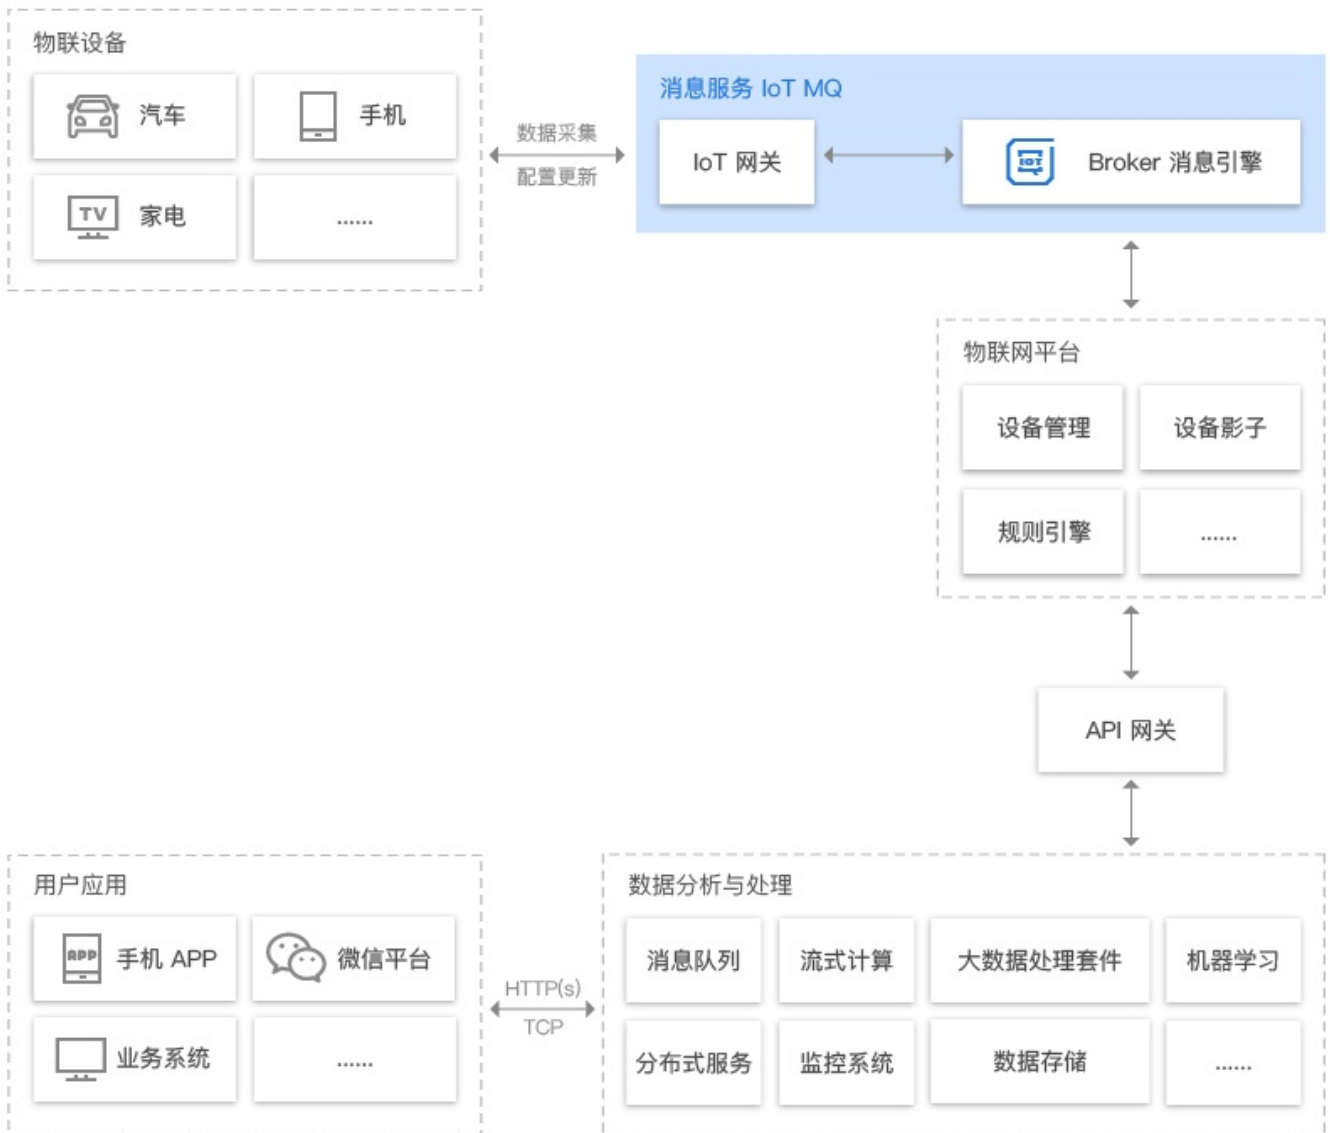 物联设备
汽车
手机
TV
家电
......
数据采集
配置更新
消息服务 IoT MQ
IoT 网关
IOT
Broker 消息引擎
物联网平台
设备管理
设备影子
规则引擎
......
API 网关
用户应用
APP
手机 APP
微信平台
业务系统
......
HTTP(s)
TCP
数据分析与处理
消息队列
流式计算
大数据处理套件
机器学习
分布式服务
监控系统
数据存储
......